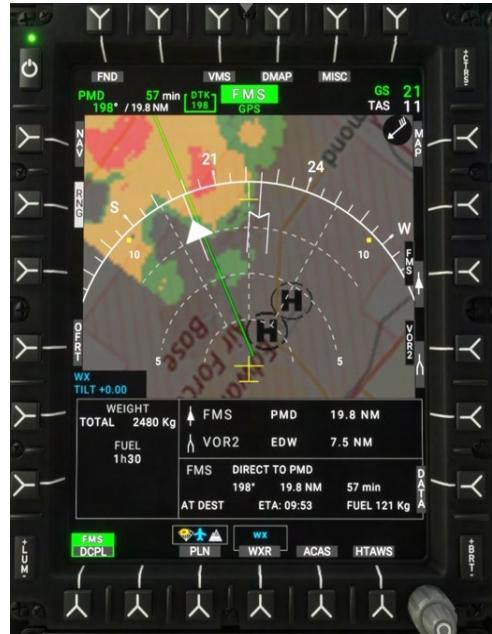 +CTRS-
FND VMS DMAP MISC
PMD 57 min DTK FMS GS 21
198° / 19.8 NM 198 GPS TAS 11
NAV
MAP
mond
21 24
S W
RNG
10 10
FMS
H
H
OFRT
VOR2
5 5
Air Force
Base
WX
TILT +0.00
WEIGHT
TOTAL 2480 Kg
FUEL
1h30
FMS PMD 19.8 NM
VOR2 EDW 7.5 NM
FMS DIRECT TO PMD
198° 19.8 NM 57 min
AT DEST ETA: 09:53 FUEL 121 Kg
DATA
FMS
DCPL PLN WX
WXR ACAS HTAWS
+LUM-
+BRT-